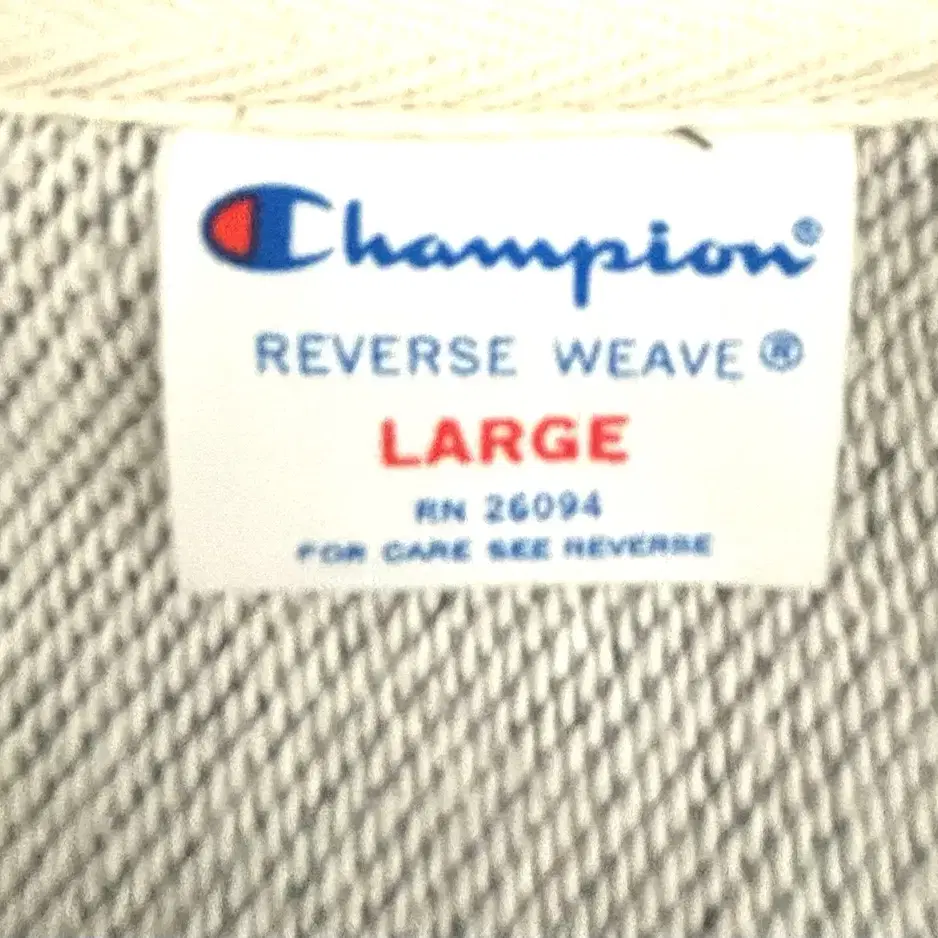 Champion®
REVERSE WEAVE®
LARGE
RN 26094
FOR CARE SEE REVERSE